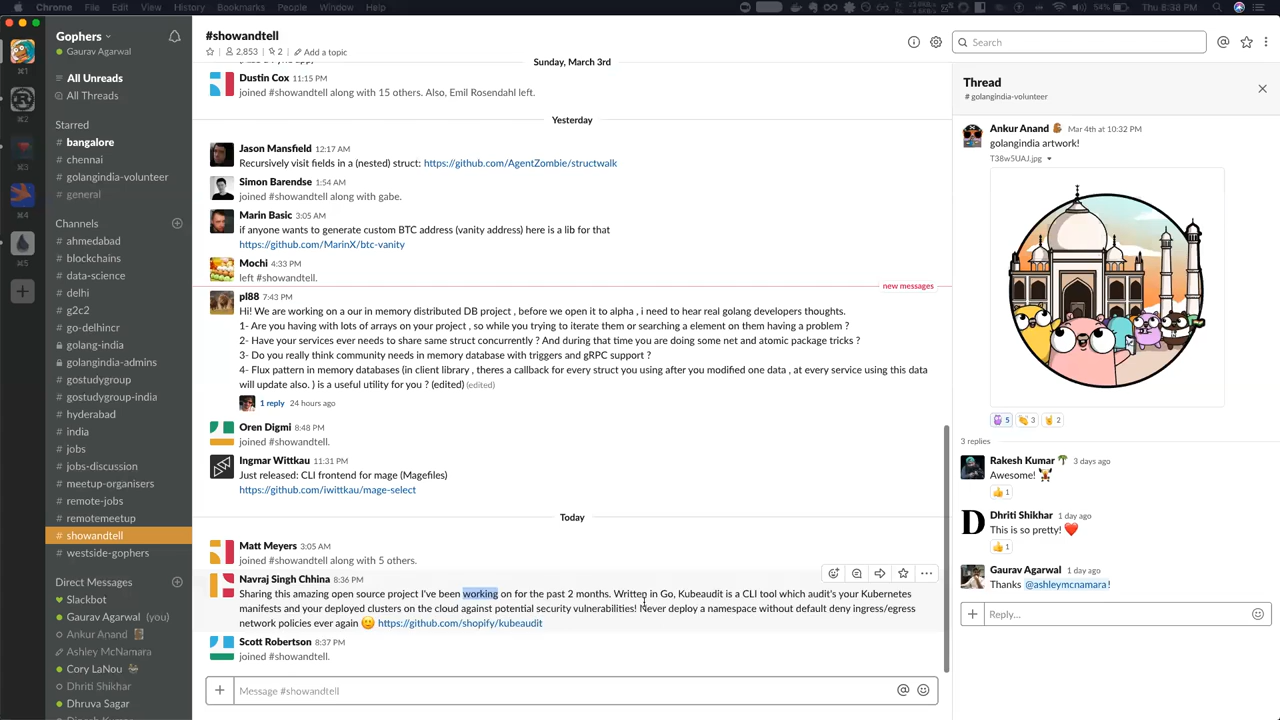 Chrome File Edit View History Bookmarks People Window Help 54% Thu 8:38 PM
Gophers
Gaurav Agarwal
All Unreads
All Threads
Starred
bangalore
# chennai
# golangindia-volunteer
# general
Channels
# ahmedabad
# blockchains
# data-science
# delhi
# g2c2
# go-delhincr
golang-india
golangindia-admins
# gostudygroup
# gostudygroup-india
# hyderabad
# india
# jobs
# jobs-discussion
# meetup-organisers
# remote-jobs
# remotemeetup
# showandtell
# westside-gophers
Direct Messages
Slackbot
Gaurav Agarwal (you)
Ankur Anand
Ashley McNamara
Cory LaNou
Dhriti Shikhar
Dhruva Sagar
⌘1
⌘2
⌘3
⌘4
⌘5
#showandtell
2,853 2 Add a topic
Search
Sunday, March 3rd
Dustin Cox 11:15 PM
joined #showandtell along with 15 others. Also, Emil Rosendahl left.
Yesterday
Jason Mansfield 12:17 AM
Recursively visit fields in a (nested) struct: https://github.com/AgentZombie/structwalk
Simon Barendse 1:54 AM
joined #showandtell along with gabe.
Marin Basic 3:05 AM
if anyone wants to generate custom BTC address (vanity address) here is a lib for that
https://github.com/MarinX/btc-vanity
Mochi 4:33 PM
left #showandtell.
new messages
pl88 7:43 PM
Hi! We are working on a our in memory distributed DB project , before we open it to alpha , i need to hear real golang developers thoughts.
1- Are you having with lots of arrays on your project , so while you trying to iterate them or searching a element on them having a problem ?
2- Have your services ever needs to share same struct concurrently ? And during that time you are doing some net and atomic package tricks ?
3- Do you really think community needs in memory database with triggers and gRPC support ?
4- Flux pattern in memory databases (in client library , theres a callback for every struct you using after you modified one data , at every service using this data
will update also. ) is a useful utility for you ? (edited) (edited)
1 reply 24 hours ago
Oren Digmi 8:48 PM
joined #showandtell.
Ingmar Wittkau 11:31 PM
Just released: CLI frontend for mage (Magefiles)
https://github.com/iwittkau/mage-select
Today
Matt Meyers 3:05 AM
joined #showandtell along with 5 others.
Navraj Singh Chhina 8:36 PM
Sharing this amazing open source project I've been working on for the past 2 months. Written in Go, Kubeaudit is a CLI tool which audit's your Kubernetes
manifests and your deployed clusters on the cloud against potential security vulnerabilities! Never deploy a namespace without default deny ingress/egress
network policies ever again https://github.com/shopify/kubeaudit
Scott Robertson 8:37 PM
joined #showandtell.
Message #showandtell
Thread
# golangindia-volunteer
Ankur Anand Mar 4th at 10:32 PM
golangindia artwork!
T38w5UAJ.jpg
5 3 2
3 replies
Rakesh Kumar 3 days ago
Awesome!
1
D
Dhriti Shikhar 1 day ago
This is so pretty!
1
Gaurav Agarwal 1 day ago
Thanks @ashleymcnamara!
Reply...